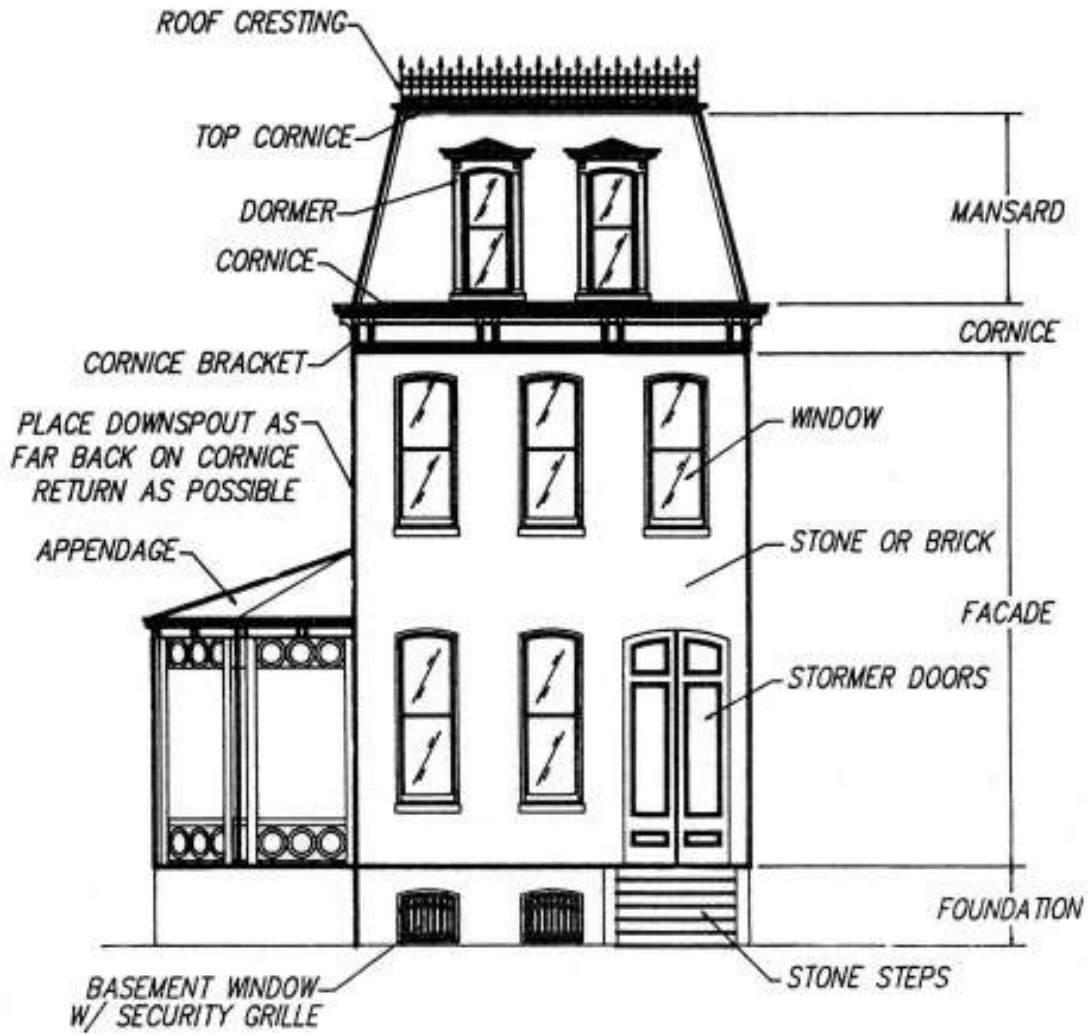 ROOF CRESTING
TOP CORNICE
DORMER
MANSARD
CORNICE
CORNICE
CORNICE BRACKET
PLACE DOWNSPOUT AS
FAR BACK ON CORNICE
RETURN AS POSSIBLE
WINDOW
APPENDAGE
STONE OR BRICK
FACADE
STORMER DOORS
FOUNDATION
STONE STEPS
BASEMENT WINDOW
W/ SECURITY GRILLE